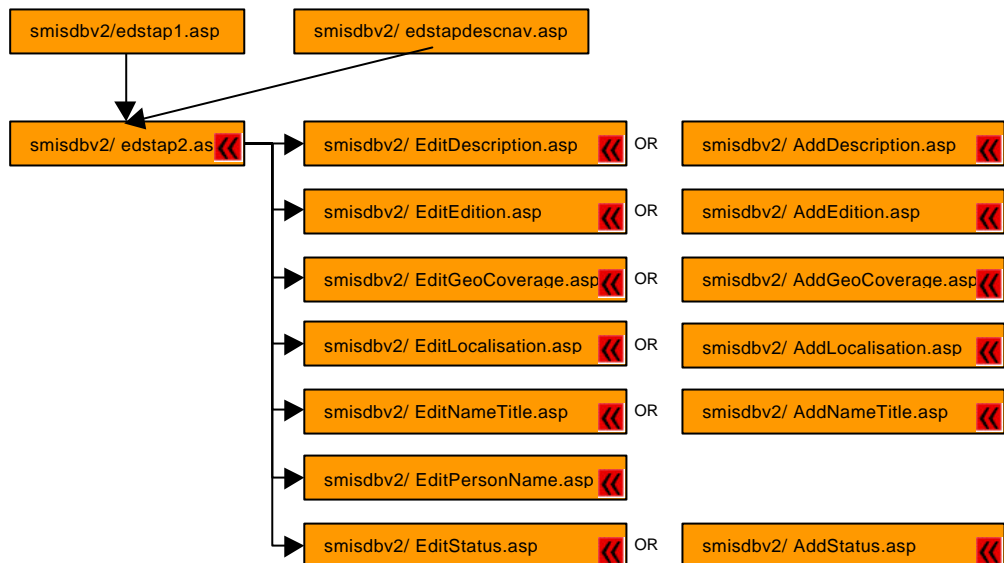 smisdbv2/edstap1.asp
smisdbv2/ edstapdescnav.asp
smisdbv2/ edstap2.as
smisdbv2/ EditDescription.asp OR smisdbv2/ AddDescription.asp
smisdbv2/ EditEdition.asp OR smisdbv2/ AddEdition.asp
smisdbv2/ EditGeoCoverage.asp OR smisdbv2/ AddGeoCoverage.asp
smisdbv2/ EditLocalisation.asp OR smisdbv2/ AddLocalisation.asp
smisdbv2/ EditNameTitle.asp OR smisdbv2/ AddNameTitle.asp
smisdbv2/ EditPersonName.asp
smisdbv2/ EditStatus.asp OR smisdbv2/ AddStatus.asp